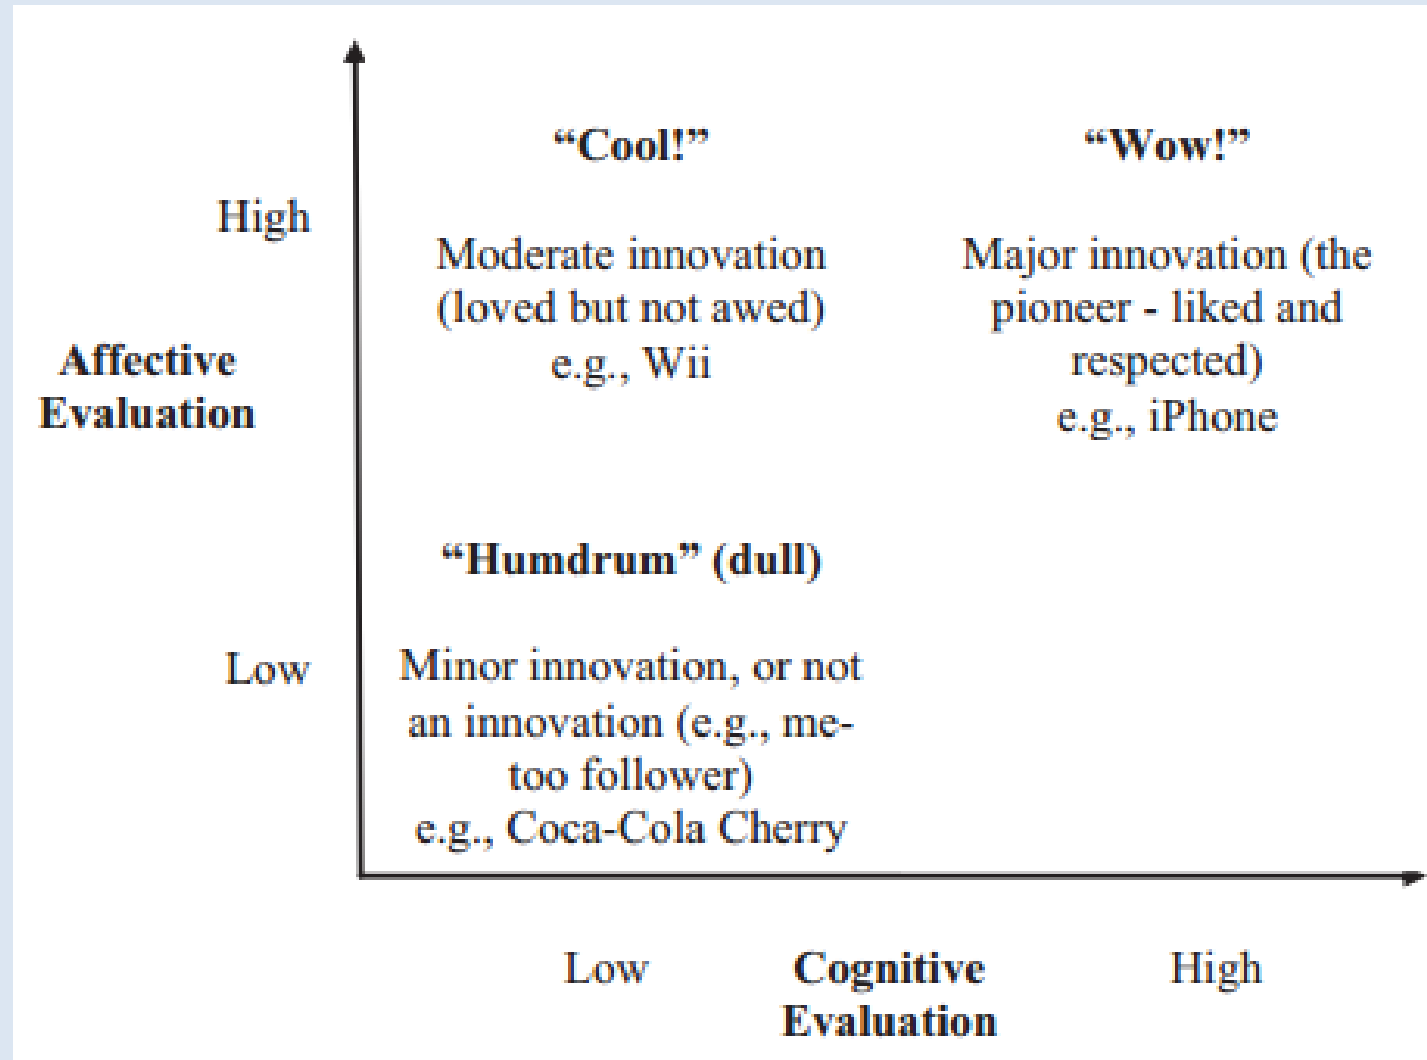 “Cool!”
“Wow!”
High
Moderate innovation
(loved but not awed)
e.g., Wii
Major innovation (the
pioneer - liked and
respected)
e.g., iPhone
Affective
Evaluation
“Humdrum” (dull)
Low
Minor innovation, or not
an innovation (e.g., me-
too follower)
e.g., Coca-Cola Cherry
Low
Cognitive
Evaluation
High